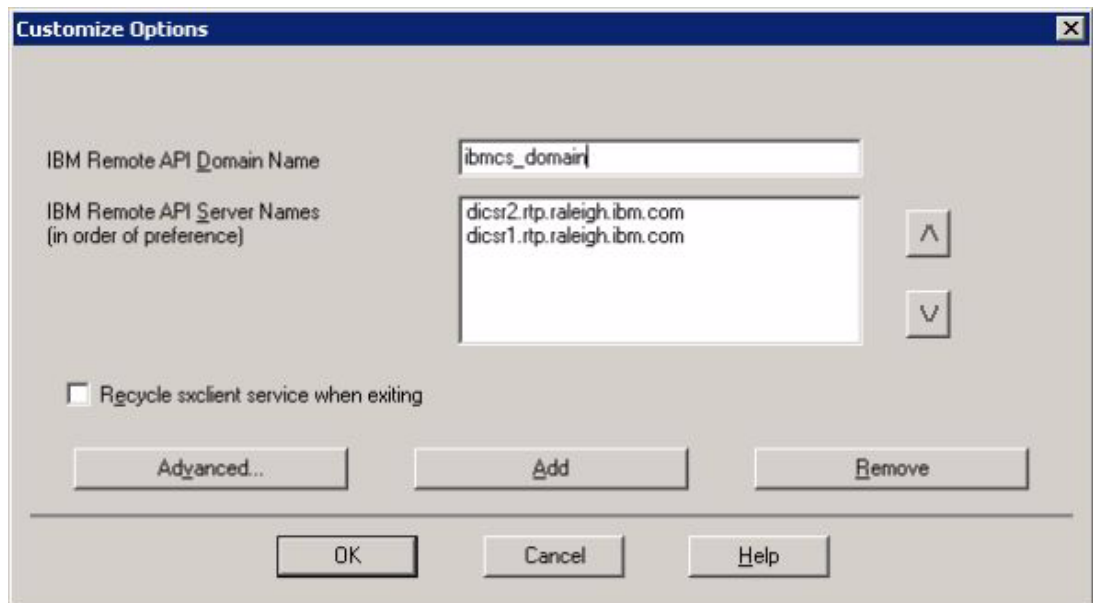 Customize Options
IBM Remote API Domain Name
ibmcs_domain
IBM Remote API Server Names
(in order of preference)
dicsr2.rtp.raleigh.ibm.com
dicsr1.rtp.raleigh.ibm.com
Recycle sxclient service when exiting
Advanced...
Add
Remove
OK
Cancel
Help